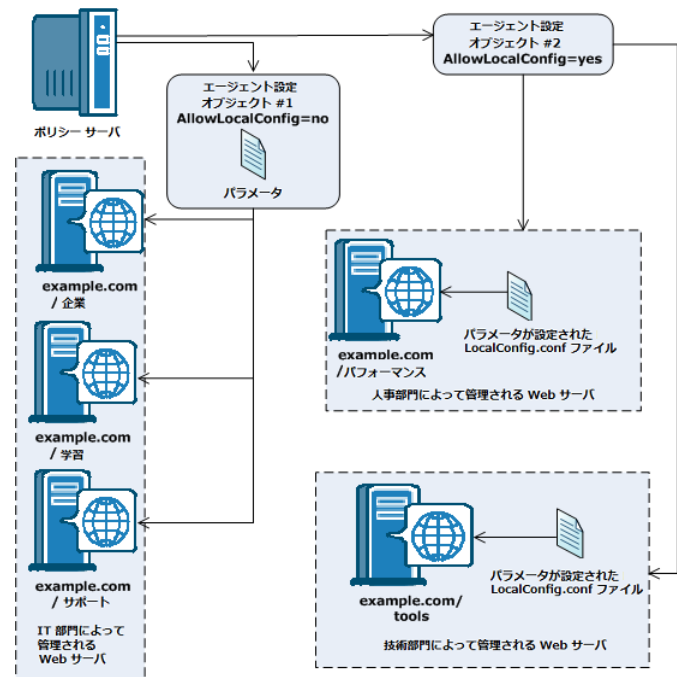 ポリシー サーバ
エージェント設定
オブジェクト #1
AllowLocalConfig=no
パラメータ
エージェント設定
オブジェクト #2
AllowLocalConfig=yes
example.com
/ 企業
example.com
/ 学習
example.com
/ サポート
IT 部門によって
管理される
Web サーバ
example.com
/パフォーマンス
パラメータが設定された
LocalConfig.conf ファイル
人事部門によって管理される Web サーバ
example.com/
tools
パラメータが設定された
LocalConfig.conf ファイル
技術部門によって管理される Web サーバ